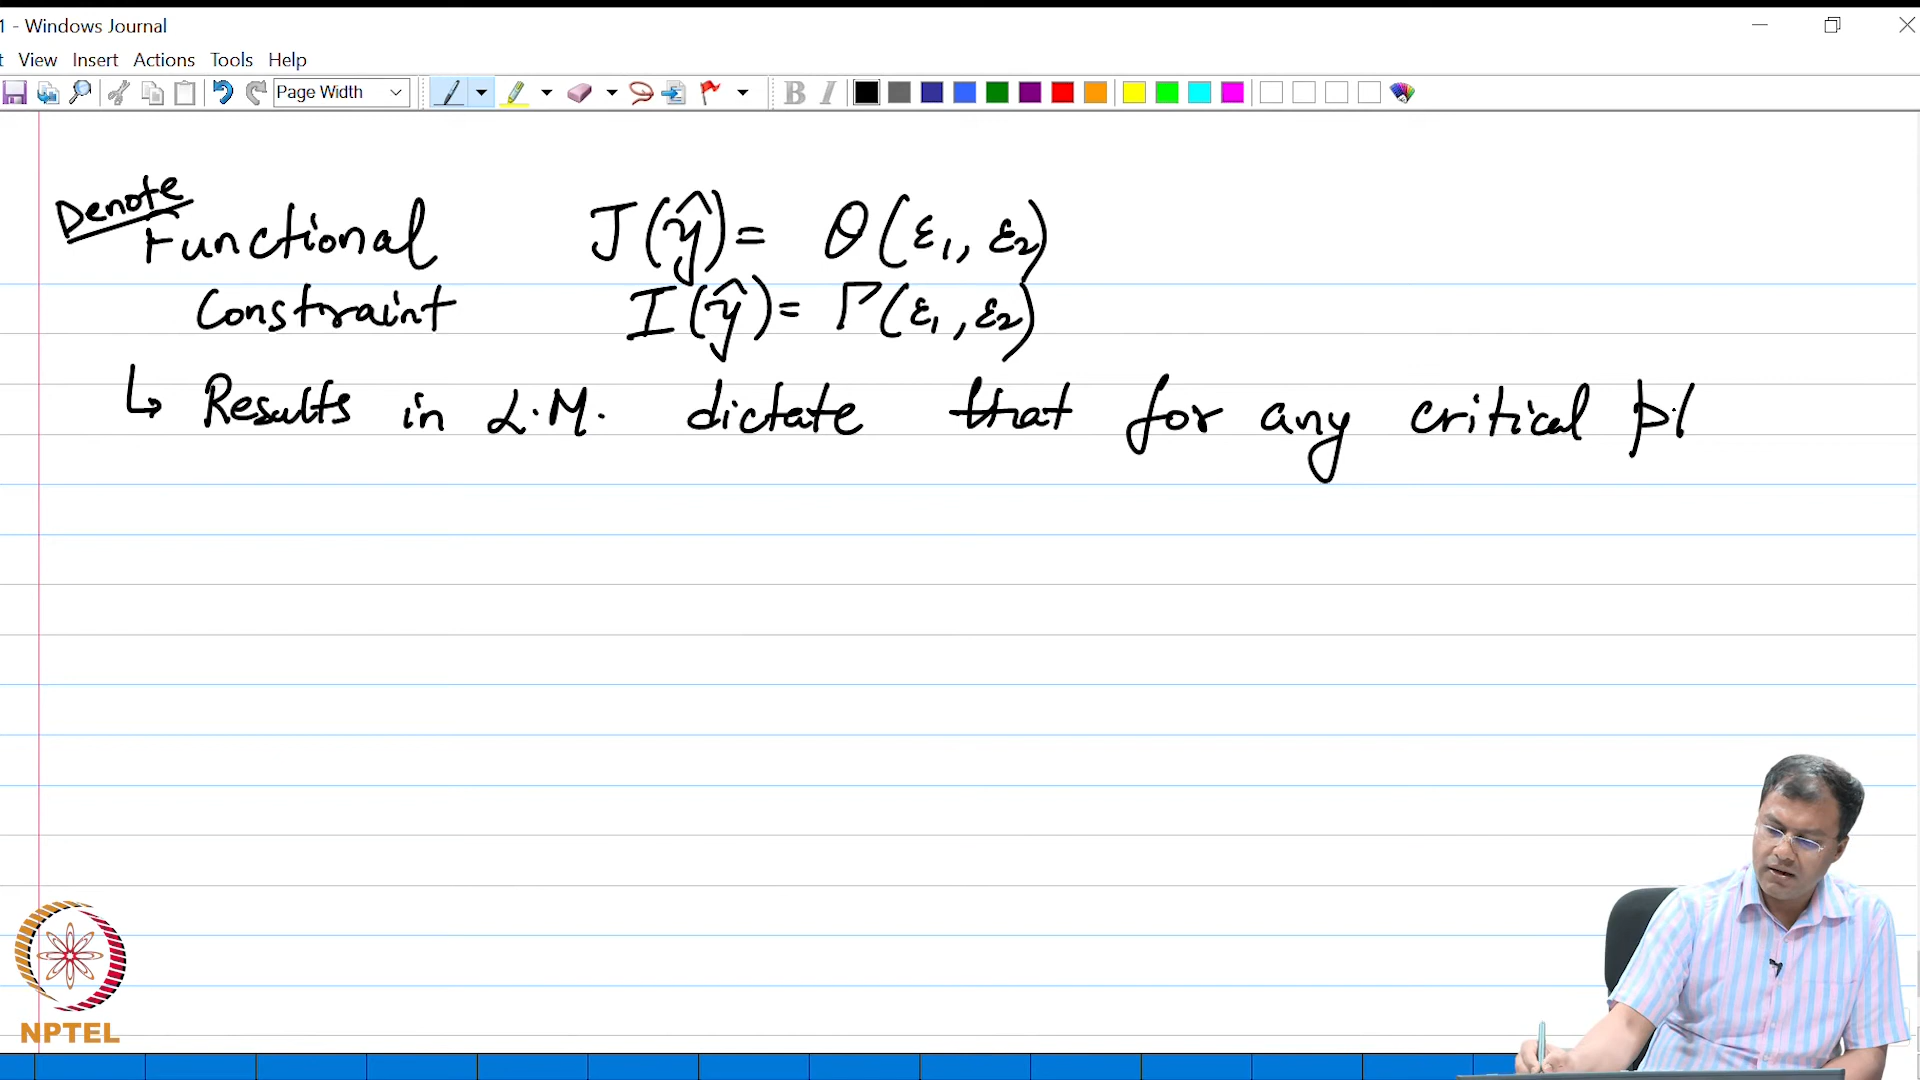 1 - Windows Journal
t View Insert Actions Tools Help
Page Width B I
Denote
Functional J(ŷ) = Θ(ε₁, ε₂)
Constraint I(ŷ) = Γ(ε₁, ε₂)
↳ Results in L.M. dictate that for any critical
NPTEL